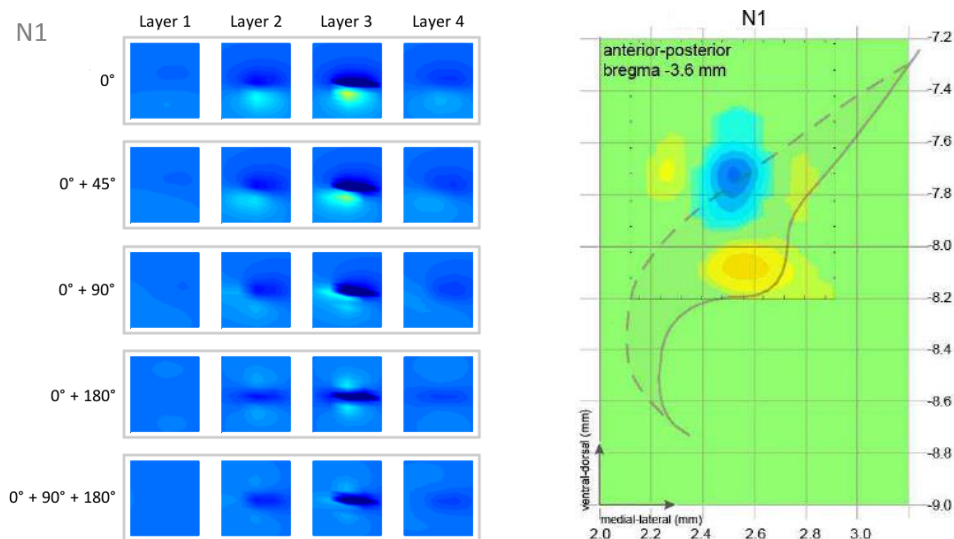 N1
Layer 1 Layer 2 Layer 3 Layer 4
0°
0° + 45°
0° + 90°
0° + 180°
0° + 90° + 180°
N1
antérior-posterior
bregma -3.6 mm
-7.2
-7.4
-7.6
-7.8
-8.0
-8.2
-8.4
-8.6
-8.8
-9.0
ventral-dorsal (mm)
medial-lateral (mm)
2.0 2.2 2.4 2.6 2.8 3.0